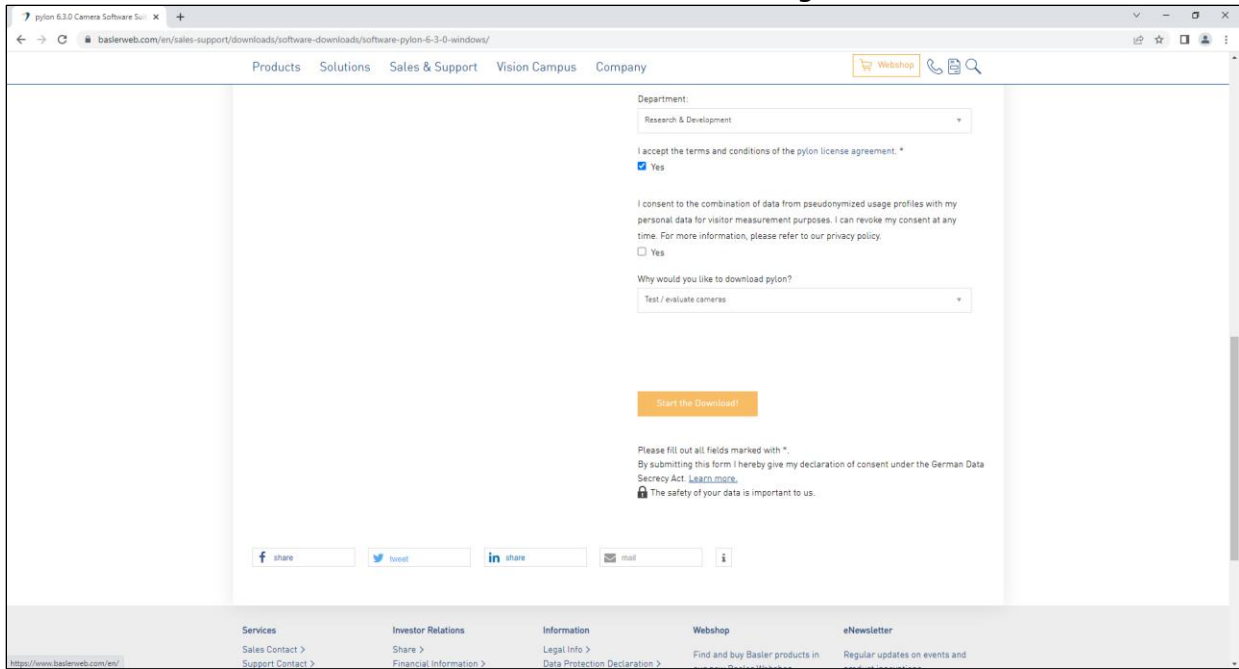 pylon 6.3.0 Camera Software Sui
baslerweb.com/en/sales-support/downloads/software-downloads/software-pylon-6-3-0-windows/
Products Solutions Sales & Support Vision Campus Company Webshop
Department:
Research & Development
I accept the terms and conditions of the pylon license agreement. *
Yes
I consent to the combination of data from pseudonymized usage profiles with my
personal data for visitor measurement purposes. I can revoke my consent at any
time. For more information, please refer to our privacy policy.
Yes
Why would you like to download pylon?
Test / evaluate cameras
Start the Download!
Please fill out all fields marked with *.
By submitting this form I hereby give my declaration of consent under the German Data
Secrecy Act. Learn more.
The safety of your data is important to us.
share tweet in share mail i
Services Investor Relations Information Webshop eNewsletter
Sales Contact > Share > Legal Info > Find and buy Basler products in Regular updates on events and
Support Contact > Financial Information > Data Protection Declaration >
https://www.baslerweb.com/en/